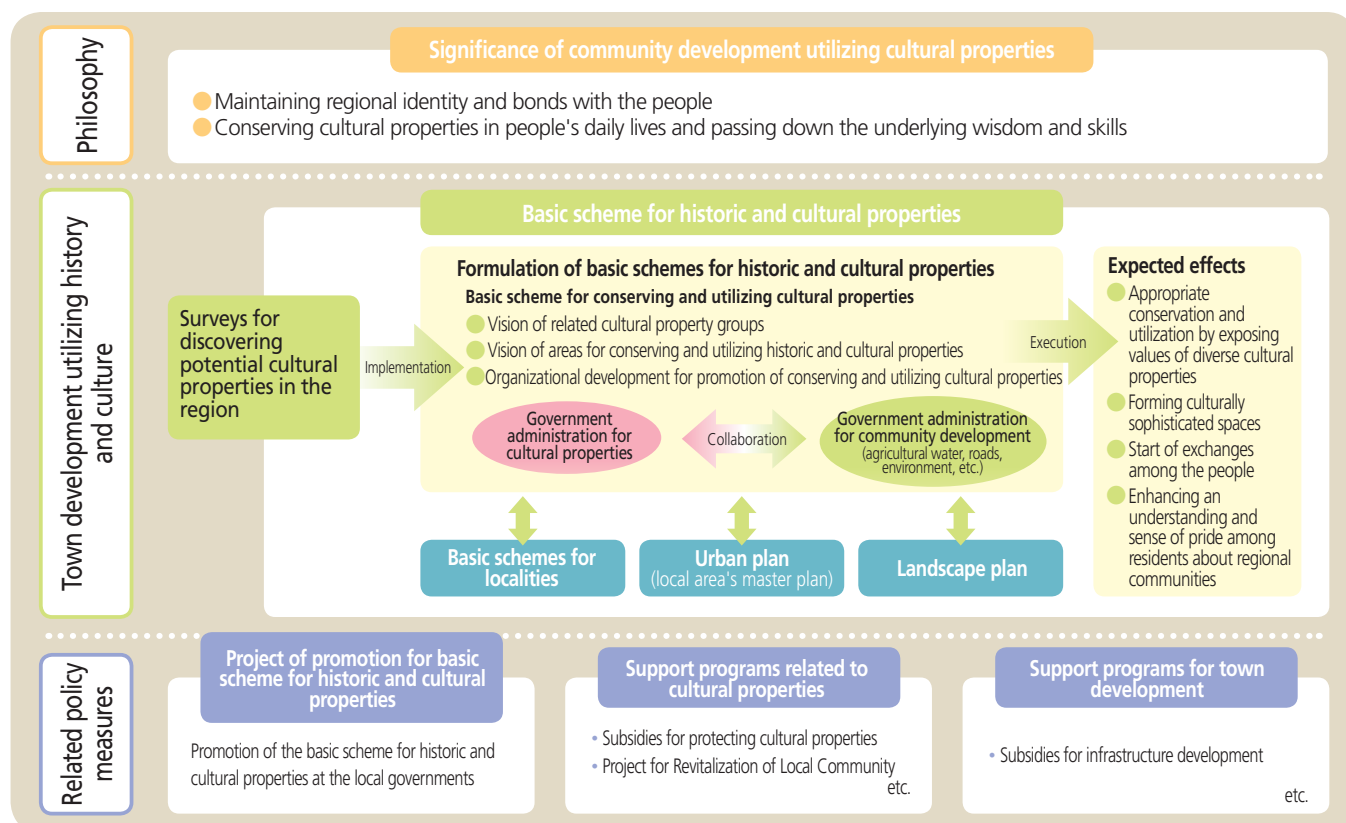 Philosophy
Significance of community development utilizing cultural properties
Maintaining regional identity and bonds with the people
Conserving cultural properties in people's daily lives and passing down the underlying wisdom and skills
Town development utilizing history
and culture
Basic scheme for historic and cultural properties
Surveys for
discovering
potential cultural
properties in the
region
Implementation
Formulation of basic schemes for historic and cultural properties
Basic scheme for conserving and utilizing cultural properties
Vision of related cultural property groups
Vision of areas for conserving and utilizing historic and cultural properties
Organizational development for promotion of conserving and utilizing cultural properties
Government
administration for
cultural properties
Collaboration
Government administration
for community development
(agricultural water, roads,
environment, etc.)
Execution
Expected effects
Appropriate
conservation and
utilization by exposing
values of diverse cultural
properties
Forming culturally
sophisticated spaces
Start of exchanges
among the people
Enhancing an
understanding and
sense of pride among
residents about regional
communities
Basic schemes for
localities
Urban plan
(local area's master plan)
Landscape plan
Related policy
measures
Project of promotion for basic
scheme for historic and cultural
properties
Promotion of the basic scheme for historic and
cultural properties at the local governments
Support programs related to
cultural properties
• Subsidies for protecting cultural properties
• Project for Revitalization of Local Community
etc.
Support programs for town
development
• Subsidies for infrastructure development
etc.